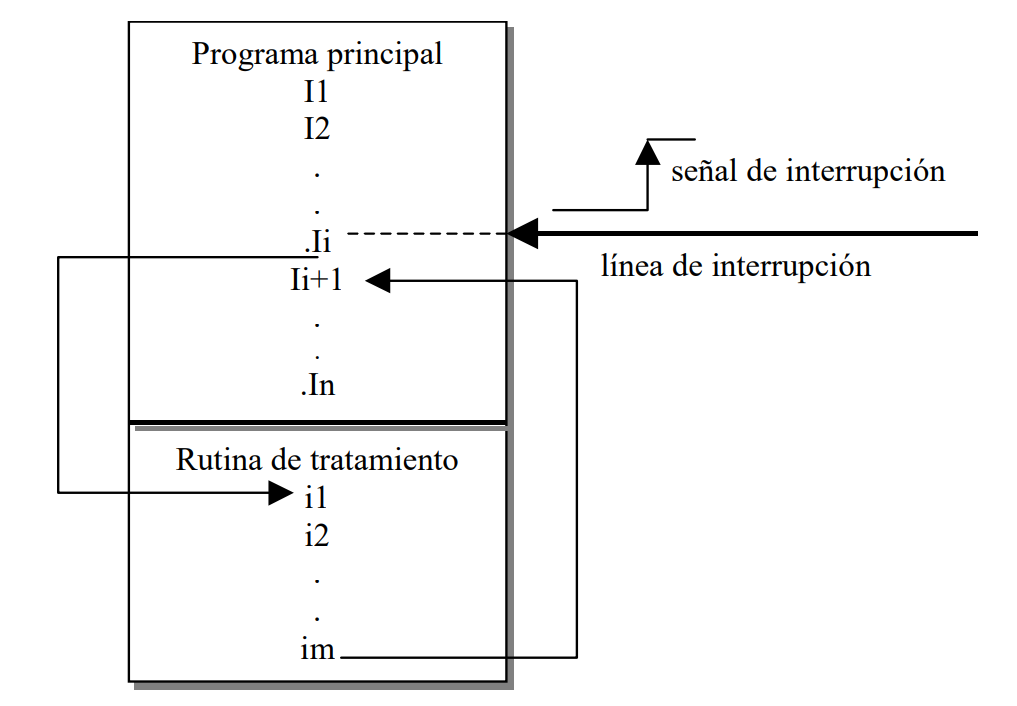 Programa principal
I1
I2
.
.
.Ii
Ii+1
.
.
.In
señal de interrupción
línea de interrupción
Rutina de tratamiento
i1
i2
.
.
im